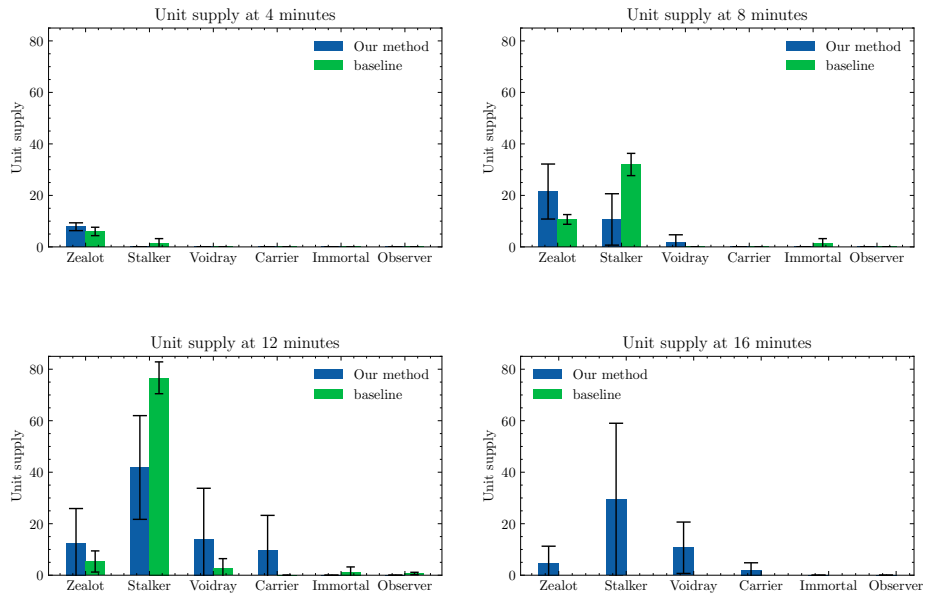 Unit supply at 4 minutes
Unit supply
80
60
40
20
0
Our method
baseline
Zealot Stalker Voidray Carrier Immortal Observer
Unit supply at 8 minutes
Unit supply
80
60
40
20
0
Our method
baseline
Zealot Stalker Voidray Carrier Immortal Observer
Unit supply at 12 minutes
Unit supply
80
60
40
20
0
Our method
baseline
Zealot Stalker Voidray Carrier Immortal Observer
Unit supply at 16 minutes
Unit supply
80
60
40
20
0
Our method
baseline
Zealot Stalker Voidray Carrier Immortal Observer